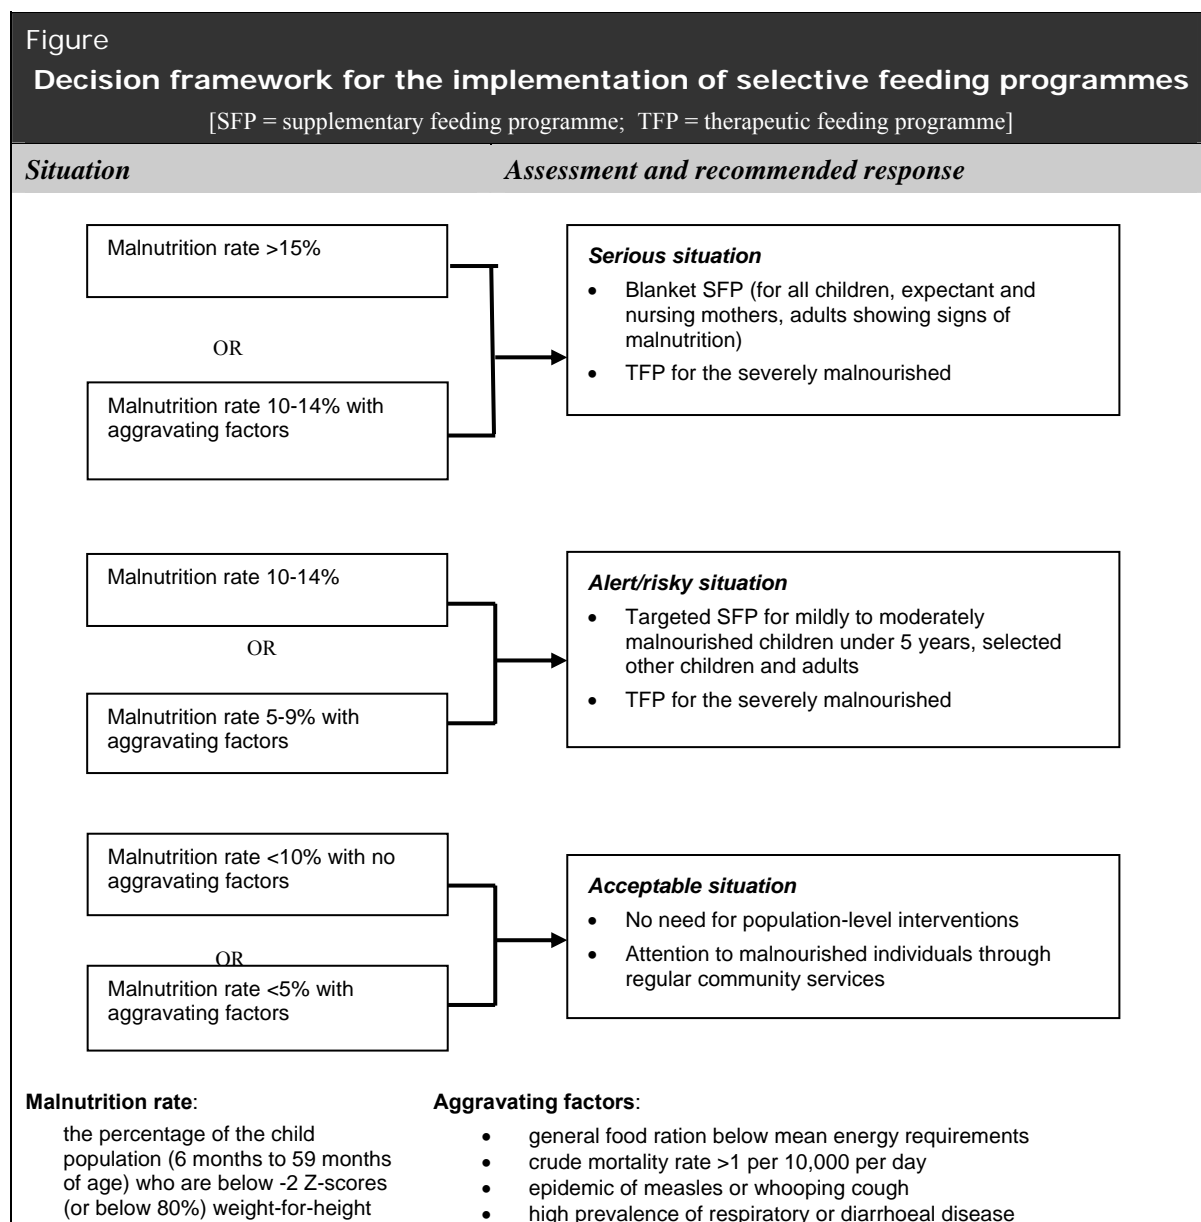 Figure
Decision framework for the implementation of selective feeding programmes
[SFP = supplementary feeding programme; TFP = therapeutic feeding programme]
Situation
Assessment and recommended response
Malnutrition rate >15%
OR
Malnutrition rate 10-14% with
aggravating factors
Serious situation
• Blanket SFP (for all children, expectant and
nursing mothers, adults showing signs of
malnutrition)
• TFP for the severely malnourished
Malnutrition rate 10-14%
OR
Malnutrition rate 5-9% with
aggravating factors
Alert/risky situation
• Targeted SFP for mildly to moderately
malnourished children under 5 years, selected
other children and adults
• TFP for the severely malnourished
Malnutrition rate <10% with no
aggravating factors
OR
Malnutrition rate <5% with
aggravating factors
Acceptable situation
• No need for population-level interventions
• Attention to malnourished individuals through
regular community services
Malnutrition rate:
the percentage of the child
population (6 months to 59 months
of age) who are below -2 Z-scores
(or below 80%) weight-for-height
Aggravating factors:
• general food ration below mean energy requirements
• crude mortality rate >1 per 10,000 per day
• epidemic of measles or whooping cough
• high prevalence of respiratory or diarrhoeal disease